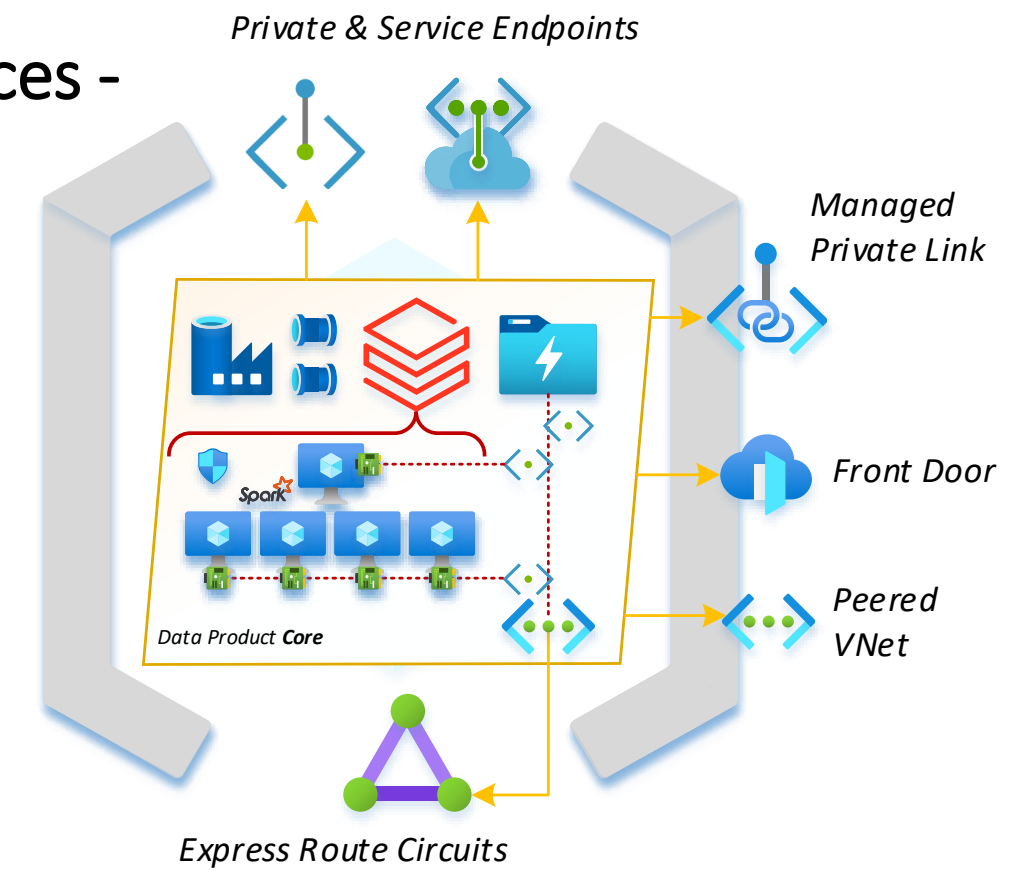 Private & Service Endpoints
ces -
Managed
Private Link
Spark
Front Door
Peered
VNet
Data Product Core
Express Route Circuits